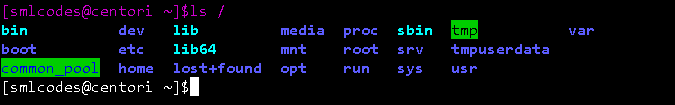 [smlcodes@centori ~]$ls /
bin dev lib media proc sbin tmp var
boot etc lib64 mnt root srv tmpuserdata
common_pool home lost+found opt run sys usr
[smlcodes@centori ~]$